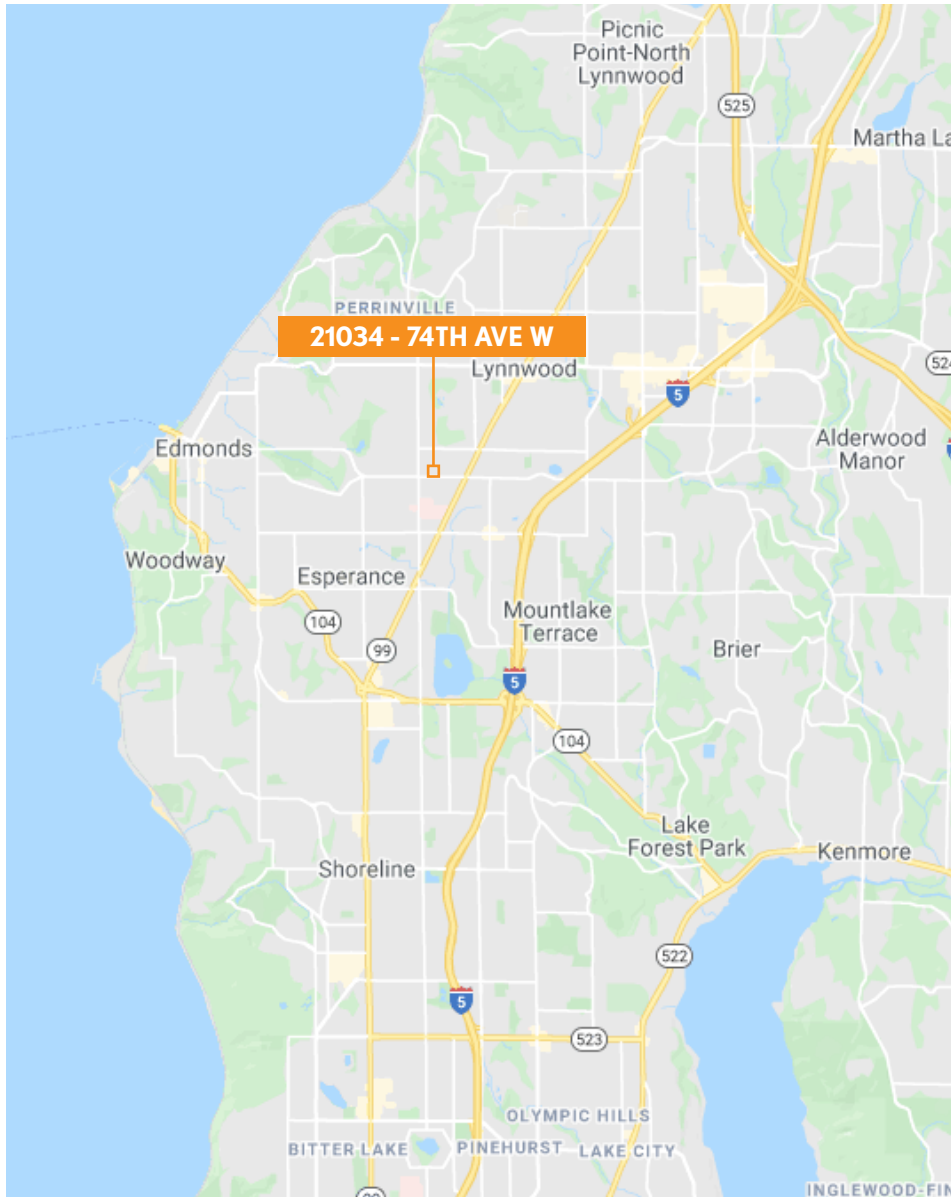 Picnic
Point-North
Lynnwood
525
Martha La
PERRINVILLE
21034 - 74TH AVE W
Lynnwood
524
5
Alderwood
Manor
Edmonds
Woodway
Esperance
104
99
Mountlake
Terrace
Brier
5
104
Lake
Forest Park
Kenmore
Shoreline
522
5
523
OLYMPIC HILLS
BITTER LAKE
PINEHURST
LAKE CITY
INGLEWOOD-FIN